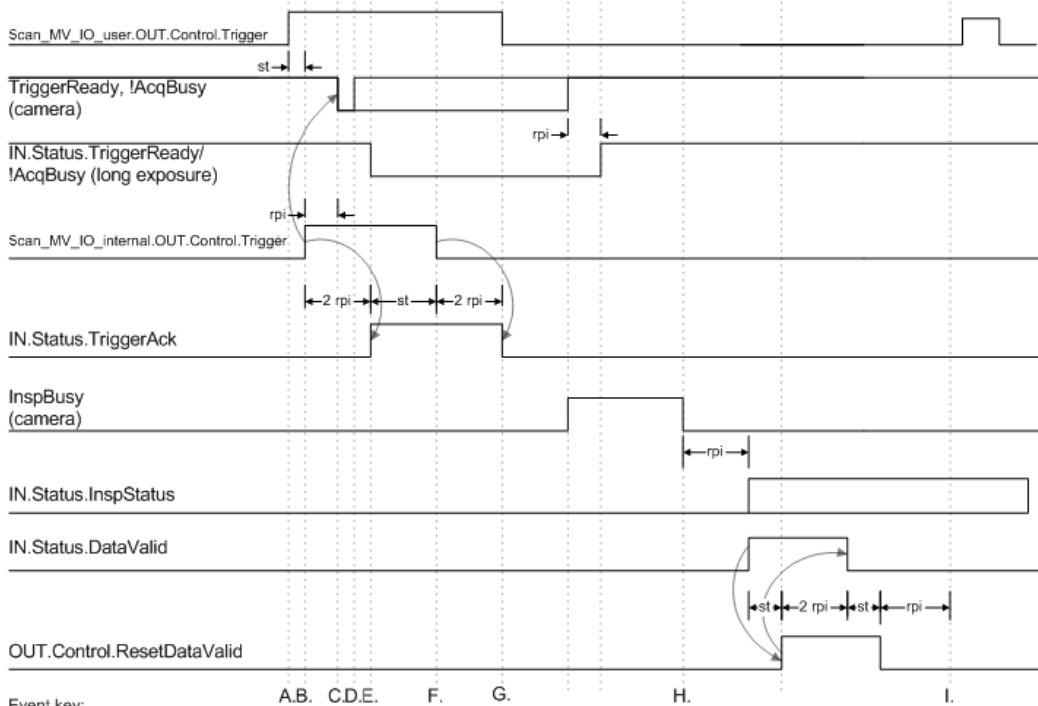 Scan_MV_IO_user.OUT.Control.Trigger
st
TriggerReady, !AcqBusy
(camera)
rpi
IN.Status.TriggerReady/
!AcqBusy (long exposure)
rpi
Scan_MV_IO_internal.OUT.Control.Trigger
2 rpi st 2 rpi
IN.Status.TriggerAck
InspBusy
(camera)
rpi
IN.Status.InspStatus
IN.Status.DataValid
st 2 rpi st rpi
OUT.Control.ResetDataValid
A.B. C.D.E. F. G. H. I.
Event key: